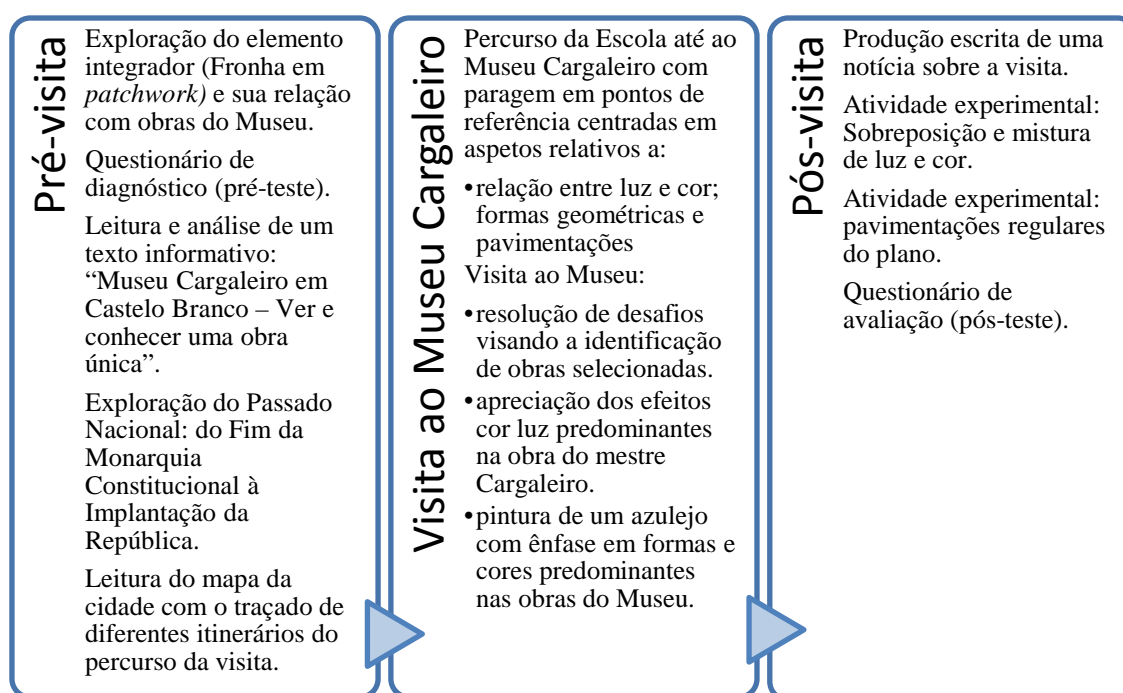 Pré-visita
Exploração do elemento
integrador (Fronha em
patchwork) e sua relação
com obras do Museu.
Questionário de
diagnóstico (pré-teste).
Leitura e análise de um
texto informativo:
“Museu Cargaleiro em
Castelo Branco – Ver e
conhecer uma obra
única”.
Exploração do Passado
Nacional: do Fim da
Monarquia
Constitucional à
Implantação da
República.
Leitura do mapa da
cidade com o traçado de
diferentes itinerários do
percurso da visita.
Visita ao Museu Cargaleiro
Percurso da Escola até ao
Museu Cargaleiro com
paragem em pontos de
referência centradas em
aspetos relativos a:
•relação entre luz e cor;
formas geométricas e
pavimentações
Visita ao Museu:
•resolução de desafios
visando a identificação
de obras selecionadas.
•apreciação dos efeitos
cor luz predominantes
na obra do mestre
Cargaleiro.
•pintura de um azulejo
com ênfase em formas e
cores predominantes
nas obras do Museu.
Pós-visita
Produção escrita de uma
notícia sobre a visita.
Atividade experimental:
Sobreposição e mistura
de luz e cor.
Atividade experimental:
pavimentações regulares
do plano.
Questionário de
avaliação (pós-teste).